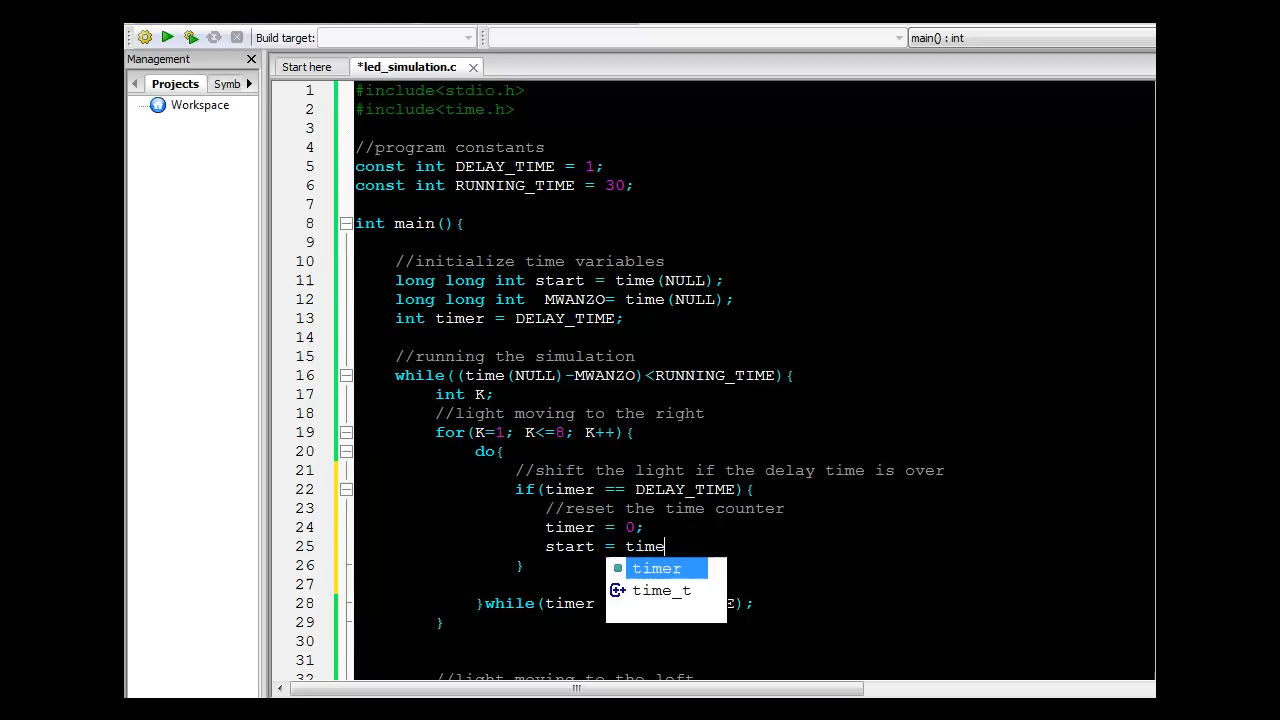 Build target:
main() : int
Management
Start here
*led_simulation.c
Projects
Symb
Workspace
1 #include<stdio.h>
2 #include<time.h>
3
4 //program constants
5 const int DELAY_TIME = 1;
6 const int RUNNING_TIME = 30;
7
8 int main(){
9
10 //initialize time variables
11 long long int start = time(NULL);
12 long long int  MWANZO= time(NULL);
13 int timer = DELAY_TIME;
14
15 //running the simulation
16 while((time(NULL)-MWANZO)<RUNNING_TIME){
17 int K;
18 //light moving to the right
19 for(K=1; K<=8; K++){
20 do{
21 //shift the light if the delay time is over
22 if(timer == DELAY_TIME){
23 //reset the time counter
24 timer = 0;
25 start = time
timer
time_t
26 }
27
28 }while(timer E);
29 }
30
31
32 //light moving to the left